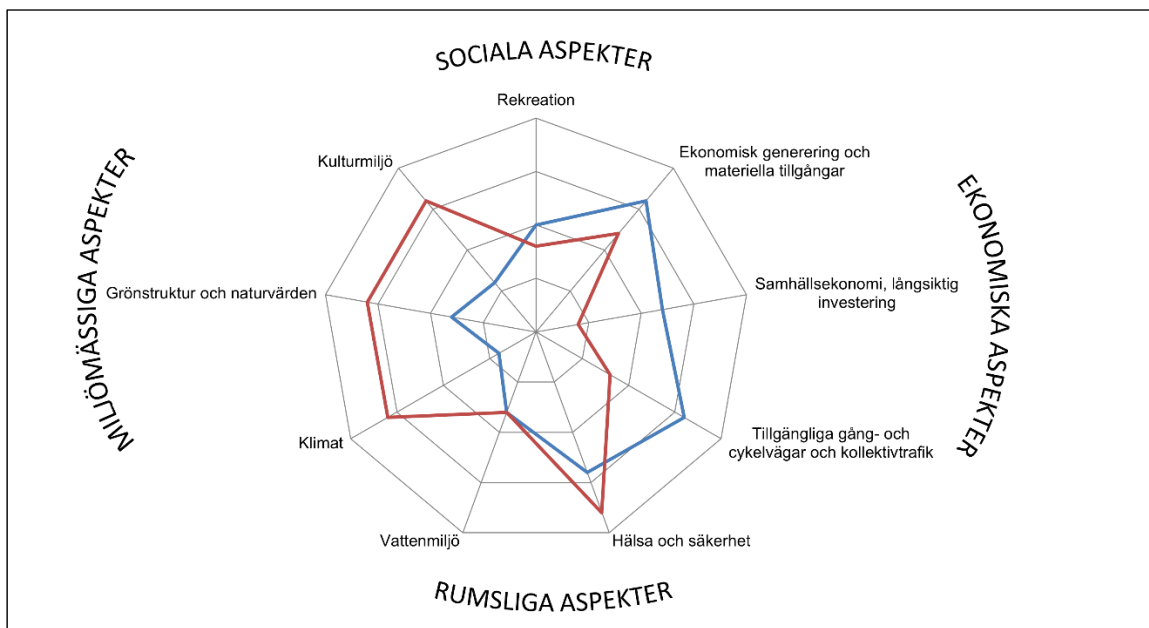 SOCIALA ASPEKTER
Rekreation
Ekonomisk generering och
materiella tillgångar
Kulturmiljö
EKONOMISKA ASPEKTER
MILJÖMÄSSIGA ASPEKTER
Samhällsekonomi, långsiktig
investering
Grönstruktur och naturvärden
Tillgängliga gång- och
cykelvägar och kollektivtrafik
Klimat
Vattenmiljö
Hälsa och säkerhet
RUMSLIGA ASPEKTER